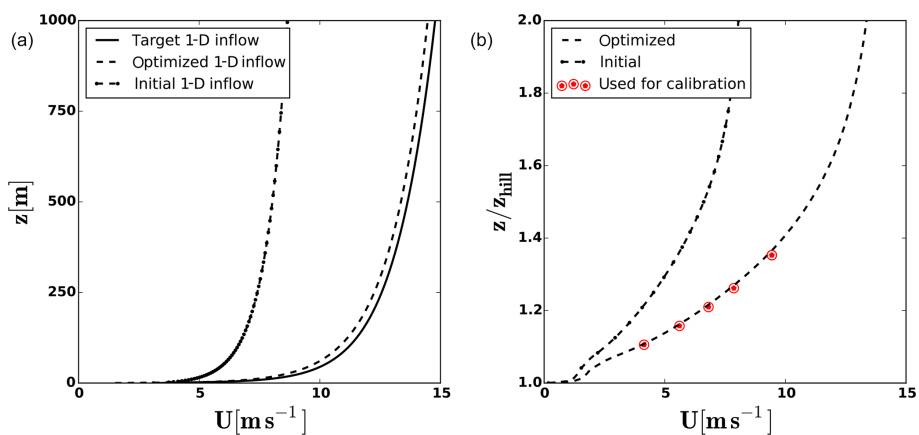 (a)
1000
750
500
250
0
z[m]
0
5
10
15
U[m s⁻¹]
Target 1-D inflow
Optimized 1-D inflow
Initial 1-D inflow
(b)
2.0
1.8
1.6
1.4
1.2
1.0
z/z_hill
0
5
10
15
U[m s⁻¹]
Optimized
Initial
Used for calibration